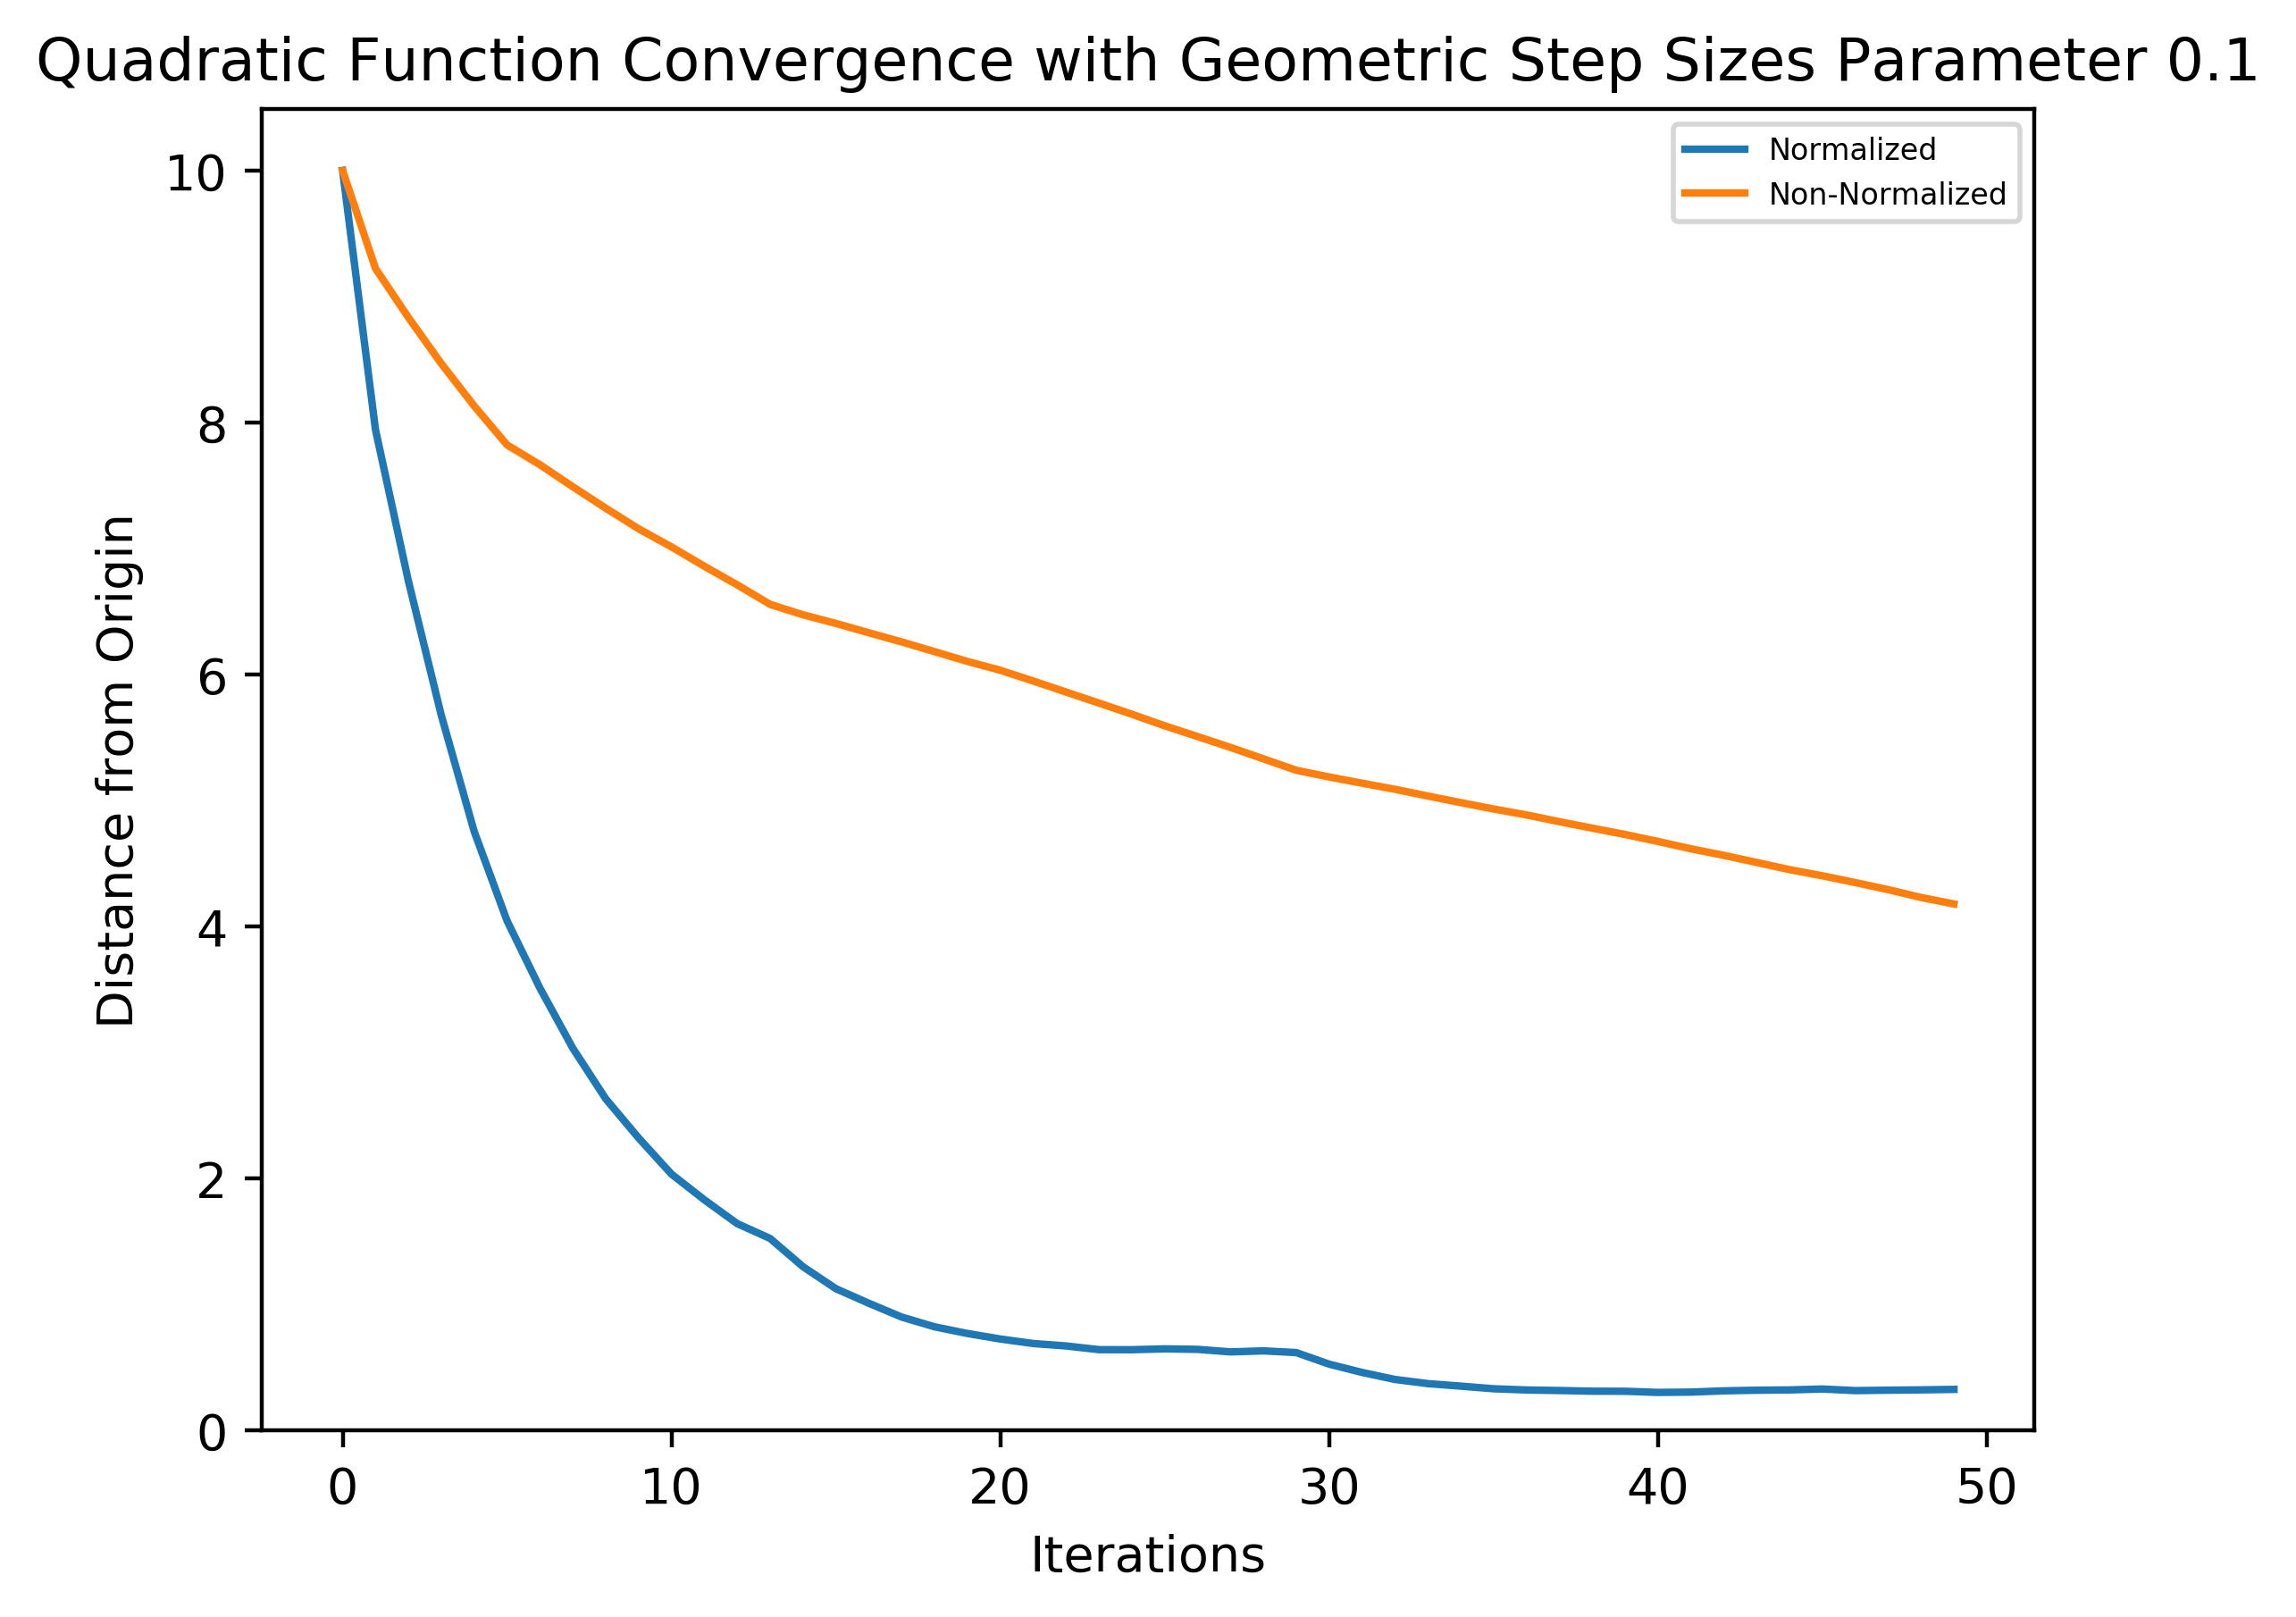 Quadratic Function Convergence with Geometric Step Sizes Parameter 0.1
Normalized
Non-Normalized
10
8
6
4
2
0
Distance from Origin
0 10 20 30 40 50
Iterations